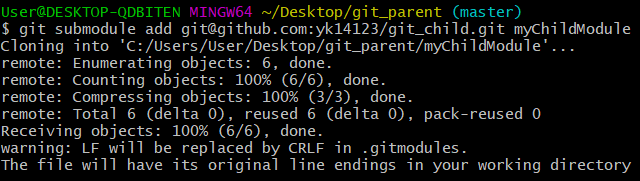 User@DESKTOP-QDBITEN MINGW64 ~/Desktop/git_parent (master)
$ git submodule add git@github.com:yk14123/git_child.git myChildModule
Cloning into 'C:/Users/User/Desktop/git_parent/myChildModule'...
remote: Enumerating objects: 6, done.
remote: Counting objects: 100% (6/6), done.
remote: Compressing objects: 100% (3/3), done.
remote: Total 6 (delta 0), reused 6 (delta 0), pack-reused 0
Receiving objects: 100% (6/6), done.
warning: LF will be replaced by CRLF in .gitmodules.
The file will have its original line endings in your working directory